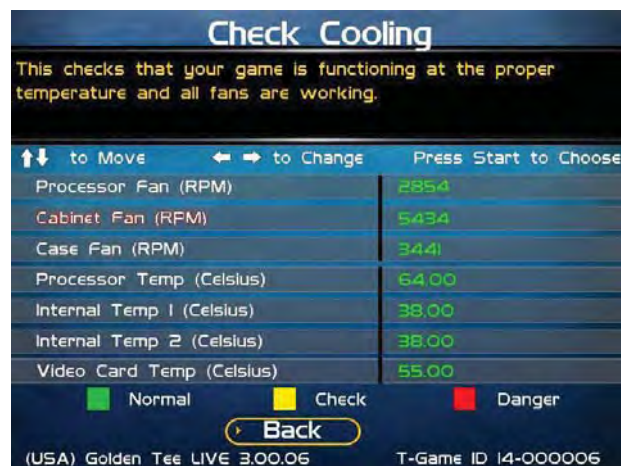 Check Cooling
This checks that your game is functioning at the proper
temperature and all fans are working.
↑↓ to Move ← → to Change Press Start to Choose
Processor Fan (RPM) 2854
Cabinet Fan (RPM) 5434
Case Fan (RPM) 3441
Processor Temp (Celsius) 64.00
Internal Temp 1 (Celsius) 38.00
Internal Temp 2 (Celsius) 38.00
Video Card Temp (Celsius) 55.00
Normal Check Danger
Back
(USA) Golden Tee LIVE 3.00.06 T-Game ID 14-000006